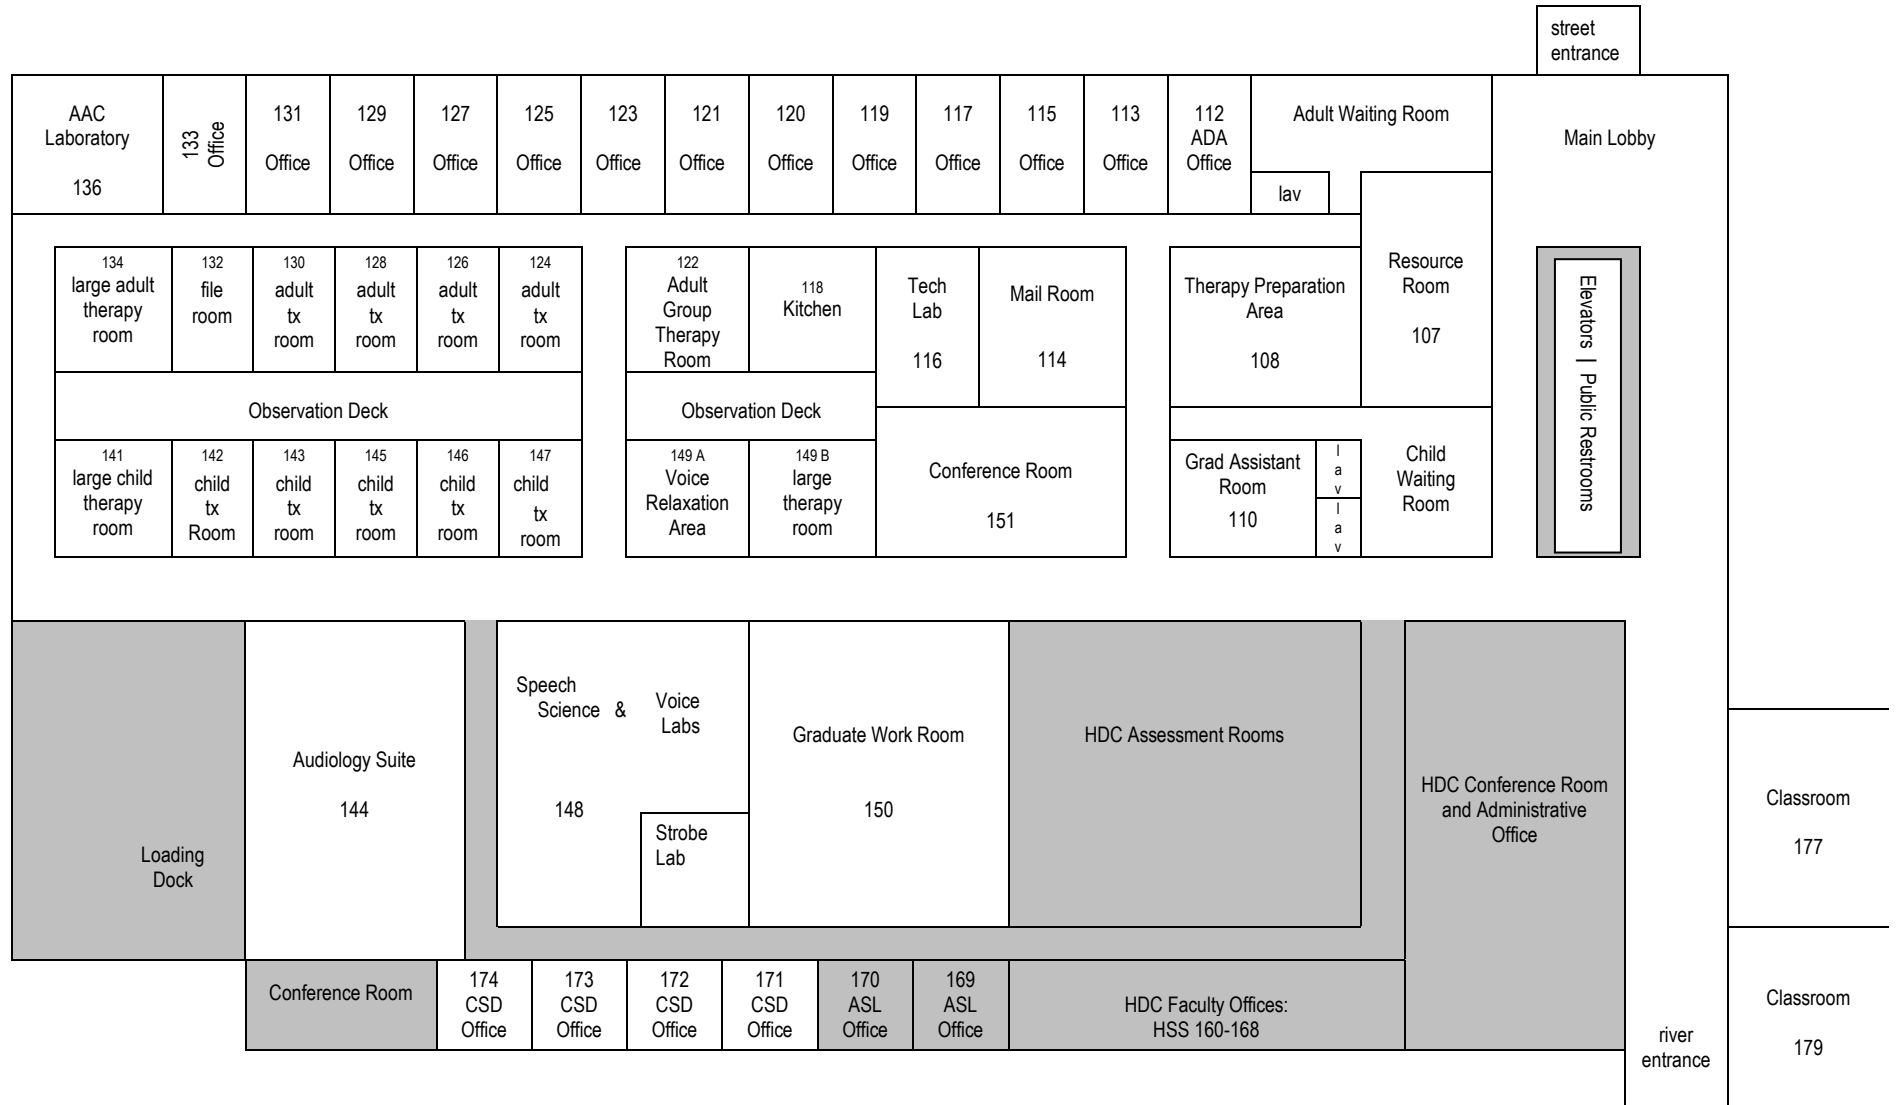 street
entrance
AAC
Laboratory
136
133
Office
131
Office
129
Office
127
Office
125
Office
123
Office
121
Office
120
Office
119
Office
117
Office
115
Office
113
Office
112
ADA
Office
Adult Waiting Room
lav
Main Lobby
134
large adult
therapy
room
132
file
room
130
adult
tx
room
128
adult
tx
room
126
adult
tx
room
124
adult
tx
room
122
Adult
Group
Therapy
Room
118
Kitchen
Tech
Lab
116
Mail Room
114
Therapy Preparation
Area
108
Resource
Room
107
Elevators | Public Restrooms
Observation Deck
Observation Deck
141
large child
therapy
room
142
child
tx
Room
143
child
tx
room
145
child
tx
room
146
child
tx
room
147
child
tx
room
149 A
Voice
Relaxation
Area
149 B
large
therapy
room
Conference Room
151
Grad Assistant
Room
110
l
a
v
l
a
v
Child
Waiting
Room
Loading
Dock
Audiology Suite
144
Speech
Science &
Voice
Labs
148
Strobe
Lab
Graduate Work Room
150
HDC Assessment Rooms
HDC Conference Room
and Administrative
Office
Classroom
177
Conference Room
174
CSD
Office
173
CSD
Office
172
CSD
Office
171
CSD
Office
170
ASL
Office
169
ASL
Office
HDC Faculty Offices:
HSS 160-168
river
entrance
Classroom
179